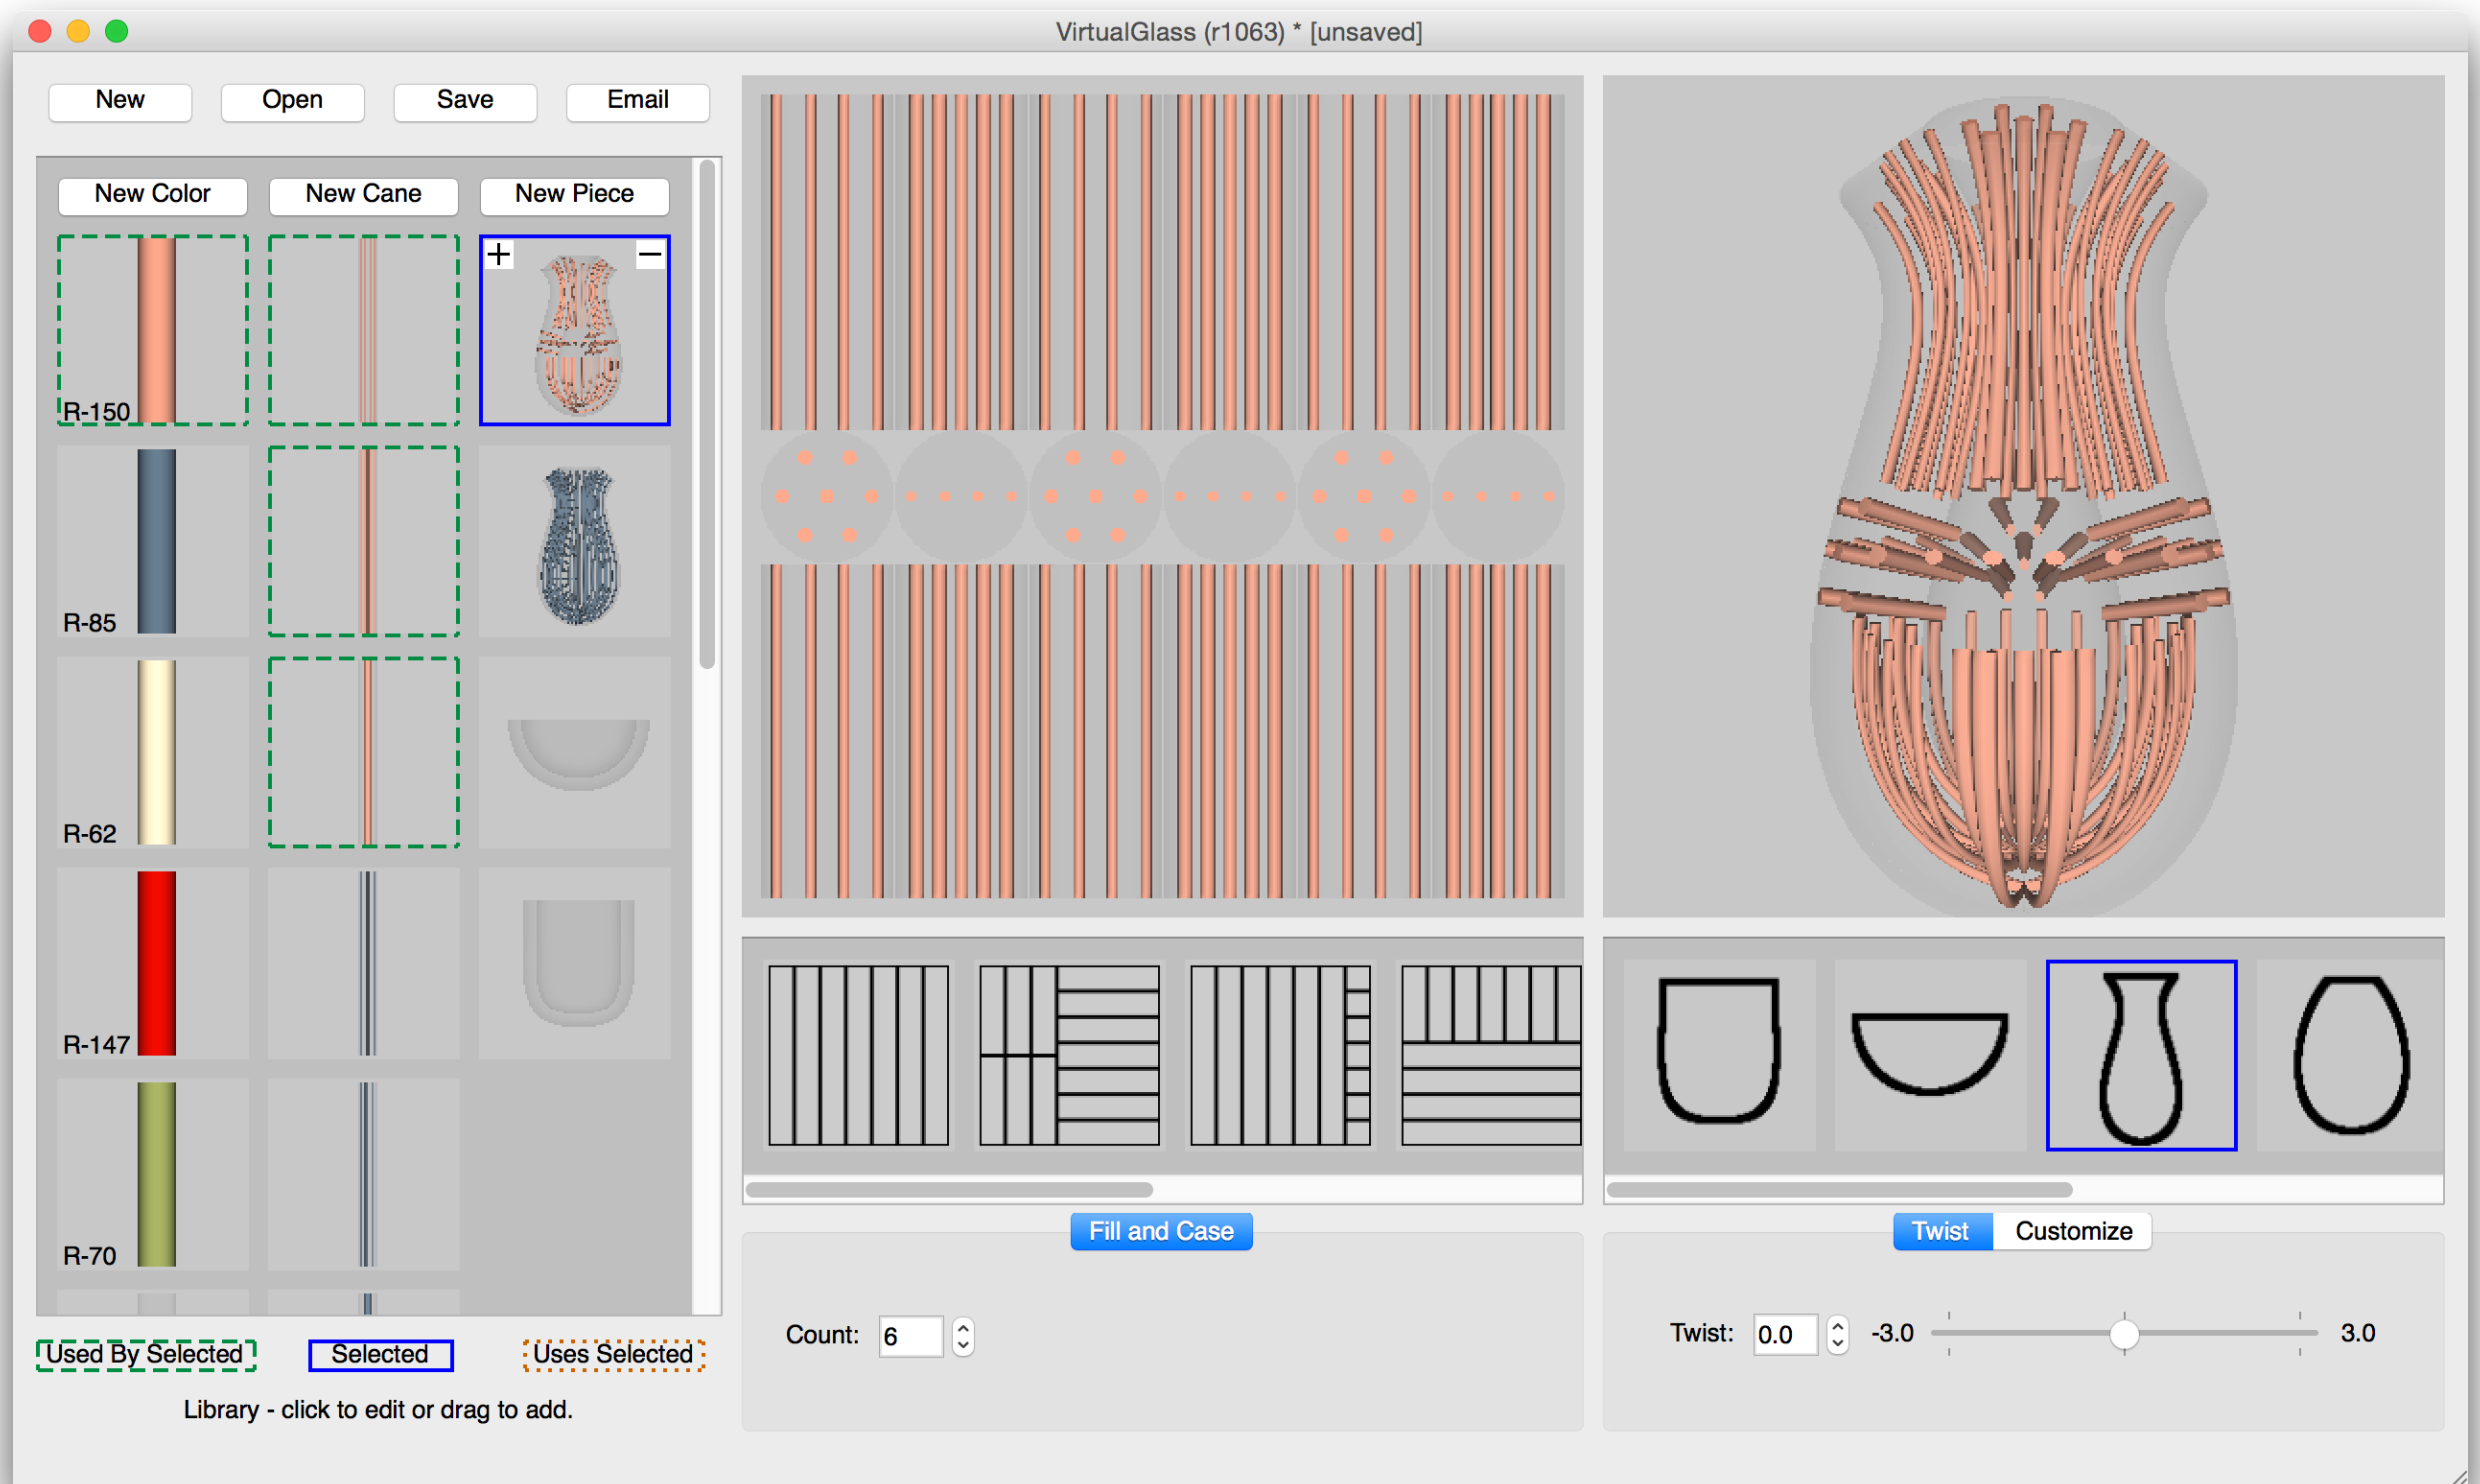 VirtualGlass (r1063) * [unsaved]
New Open Save Email
New Color New Cane New Piece
+ −
R-150
R-85
R-62
R-147
R-70
Used By Selected Selected Uses Selected
Library - click to edit or drag to add.
Fill and Case
Count: 6
Twist Customize
Twist: 0.0 -3.0 3.0